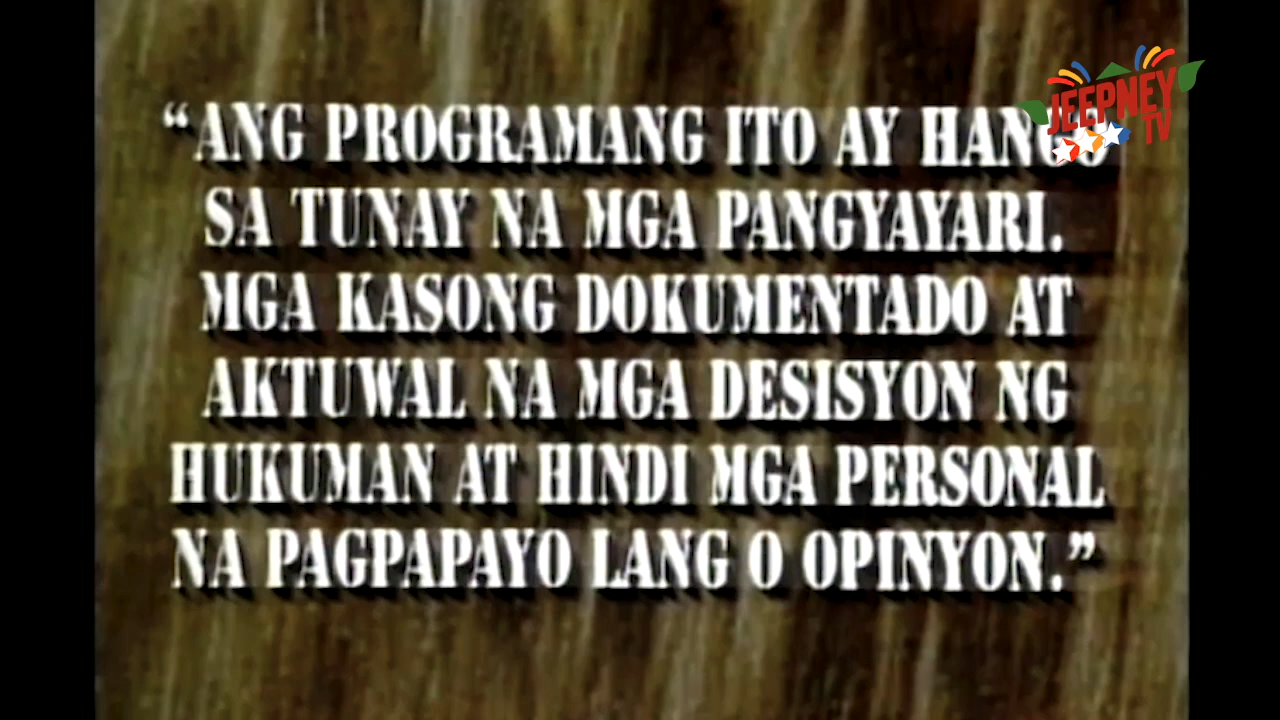 “ANG PROGRAMANG ITO AY HANGO
SA TUNAY NA MGA PANGYAYARI.
MGA KASONG DOKUMENTADO AT
AKTUWAL NA MGA DESISYON NG
HUKUMAN AT HINDI MGA PERSONAL
NA PAGPAPAYO LANG O OPINYON.”
JEEPNEY
TV